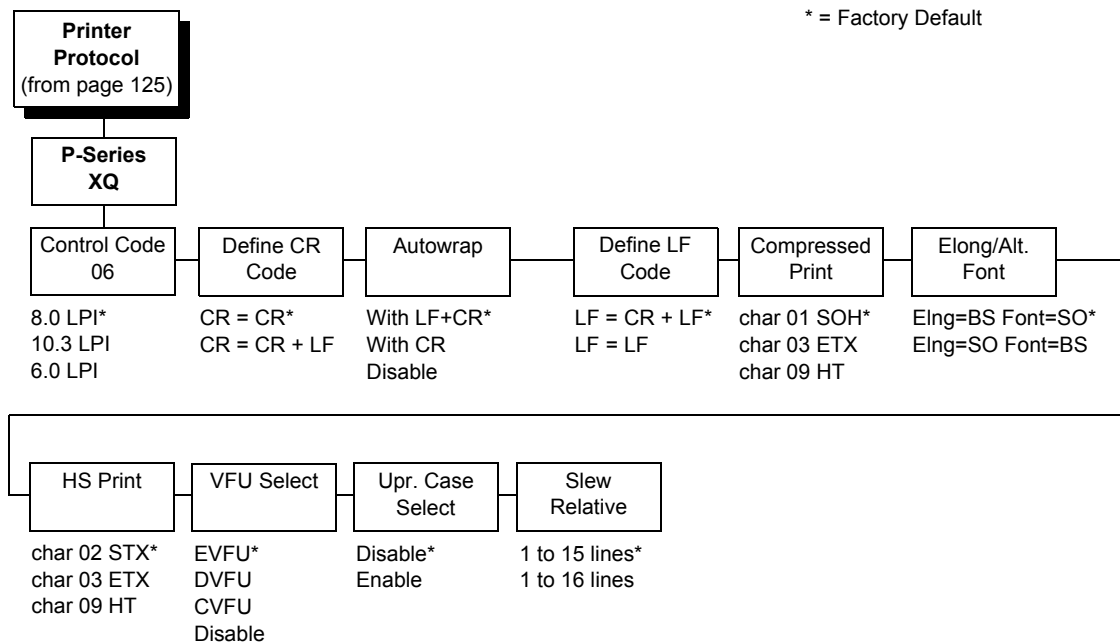 * = Factory Default
Printer
Protocol
(from page 125)
P-Series
XQ
Control Code
06
8.0 LPI*
10.3 LPI
6.0 LPI
Define CR
Code
CR = CR*
CR = CR + LF
Autowrap
With LF+CR*
With CR
Disable
Define LF
Code
LF = CR + LF*
LF = LF
Compressed
Print
char 01 SOH*
char 03 ETX
char 09 HT
Elong/Alt.
Font
Elng=BS Font=SO*
Elng=SO Font=BS
HS Print
char 02 STX*
char 03 ETX
char 09 HT
VFU Select
EVFU*
DVFU
CVFU
Disable
Upr. Case
Select
Disable*
Enable
Slew
Relative
1 to 15 lines*
1 to 16 lines